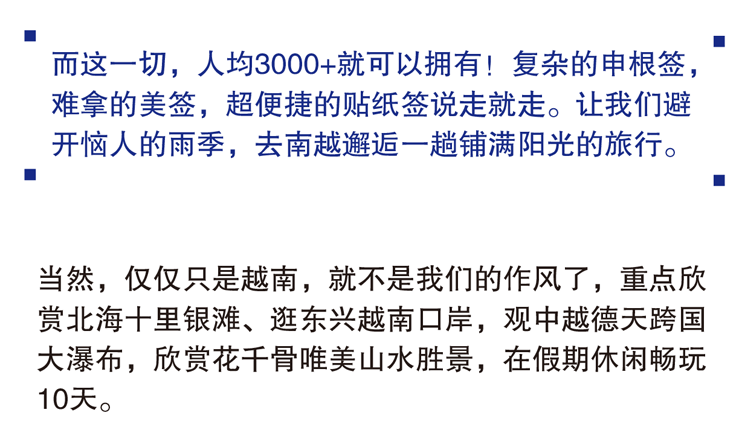 而这一切，人均3000+就可以拥有！复杂的申根签，
难拿的美签，超便捷的贴纸签说走就走。让我们避
开恼人的雨季，去南越邂逅一趟铺满阳光的旅行。
当然，仅仅只是越南，就不是我们的作风了，重点欣
赏北海十里银滩、逛东兴越南口岸，观中越德天跨国
大瀑布，欣赏花千骨唯美山水胜景，在假期休闲畅玩
10天。